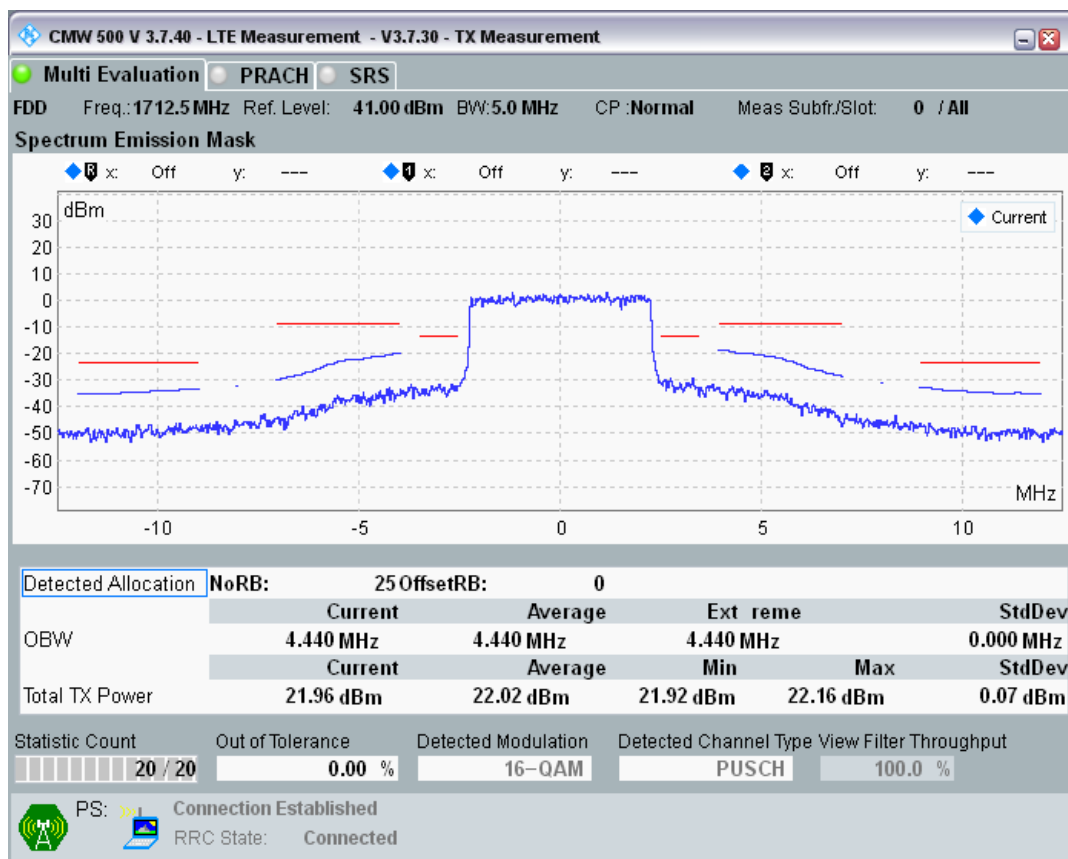 CMW 500 V 3.7.40 - LTE Measurement - V3.7.30 - TX Measurement
Multi Evaluation PRACH SRS
FDD Freq.: 1712.5 MHz Ref. Level: 41.00 dBm BW: 5.0 MHz CP : Normal Meas Subfr./Slot: 0 / All
Spectrum Emission Mask
R x: Off y: --- 1 x: Off y: --- 2 x: Off y: ---
dBm
Current
30
20
10
0
-10
-20
-30
-40
-50
-60
-70
MHz
-10 -5 0 5 10
Detected Allocation NoRB: 25 OffsetRB: 0
Current Average Ext reme StdDev
OBW 4.440 MHz 4.440 MHz 4.440 MHz 0.000 MHz
Current Average Min Max StdDev
Total TX Power 21.96 dBm 22.02 dBm 21.92 dBm 22.16 dBm 0.07 dBm
Statistic Count Out of Tolerance Detected Modulation Detected Channel Type View Filter Throughput
20 / 20 0.00 % 16-QAM PUSCH 100.0 %
PS: Connection Established
RRC State: Connected